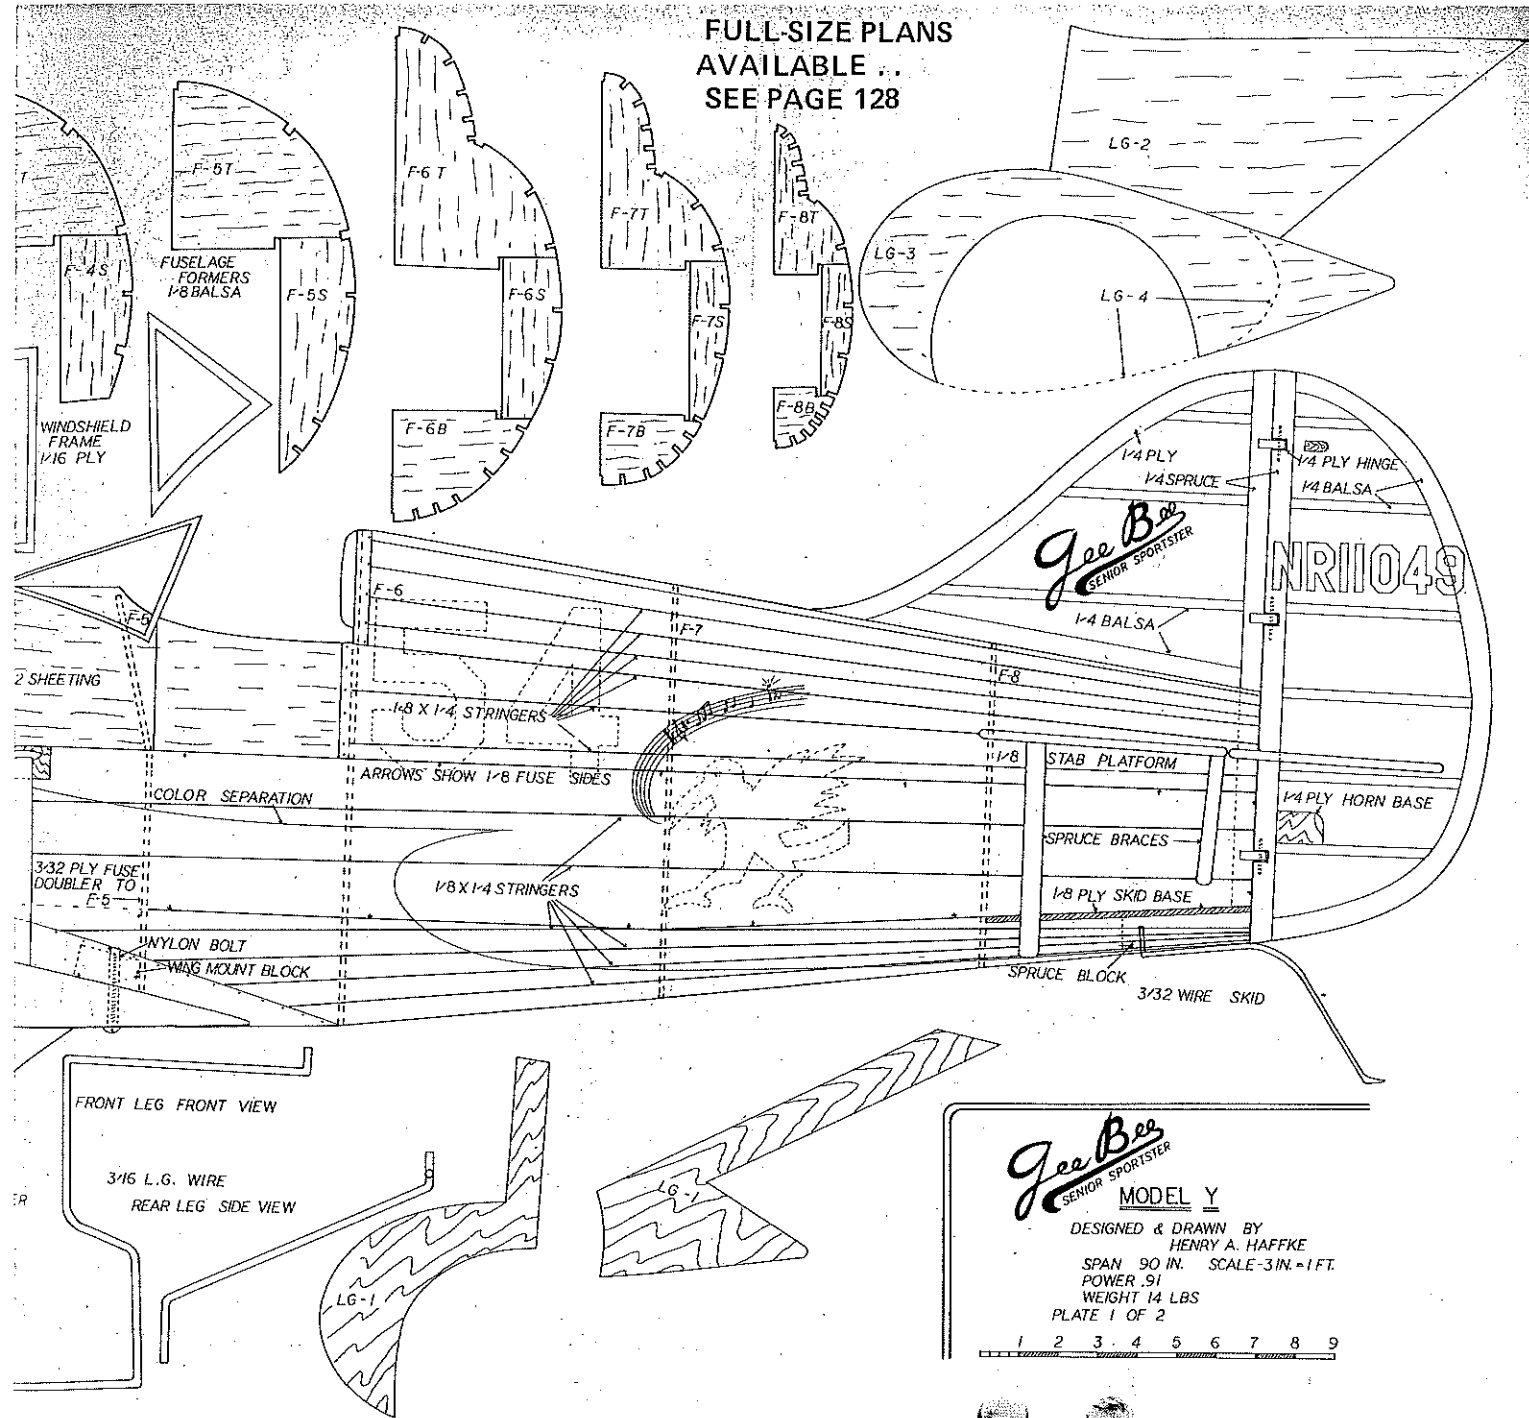 FULL-SIZE PLANS
AVAILABLE ..
SEE PAGE 128
F-5T
F-6T
F-7T
F-8T
LG-2
LG-3
LG-4
F-4S
FUSELAGE
FORMERS
1/8 BALSA
F-5S
F-6S
F-7S
F-8S
F-6B
F-7B
F-8B
WINDSHIELD
FRAME
1/16 PLY
1/4 PLY
1/4 SPRUCE
1/4 PLY HINGE
1/4 BALSA
Gee Bee
SENIOR SPORTSTER
NR11049
1/4 BALSA
F-5
F-6
F-7
F-8
2 SHEETING
1/8 X 1/4 STRINGERS
ARROWS SHOW 1/8 FUSE SIDES
1/8 STAB PLATFORM
COLOR SEPARATION
1/4 PLY HORN BASE
SPRUCE BRACES
3/32 PLY FUSE
DOUBLER TO
F-5
1/8 X 1/4 STRINGERS
1/8 PLY SKID BASE
NYLON BOLT
WING MOUNT BLOCK
SPRUCE BLOCK
3/32 WIRE SKID
FRONT LEG FRONT VIEW
3/16 L.G. WIRE
REAR LEG SIDE VIEW
ER
LG-1
LG-1
Gee Bee
SENIOR SPORTSTER
MODEL Y
DESIGNED & DRAWN BY
HENRY A. HAFFKE
SPAN 90 IN. SCALE-3 IN.=1 FT.
POWER .91
WEIGHT 14 LBS
PLATE 1 OF 2
1 2 3 4 5 6 7 8 9